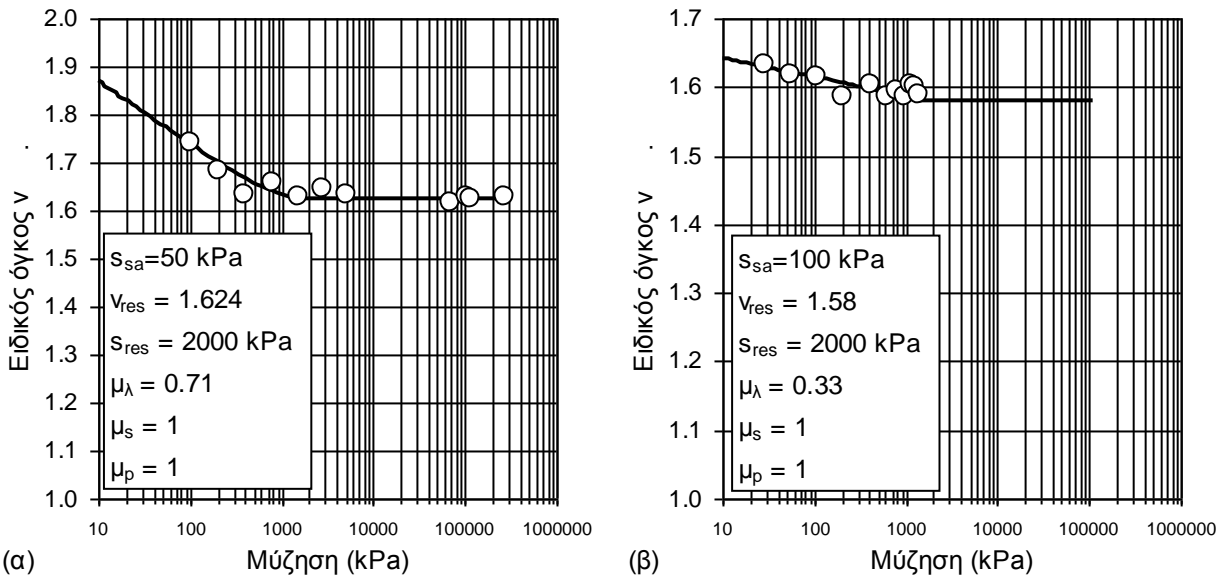 2.0
1.9
1.8
1.7
1.6
1.5
1.4
1.3
1.2
1.1
1.0
Ειδικός όγκος v
s_sa=50 kPa
v_res = 1.624
s_res = 2000 kPa
μ_λ = 0.71
μ_s = 1
μ_p = 1
10 100 1000 10000 100000 1000000
(α) Μύζηση (kPa)
1.7
1.6
1.5
1.4
1.3
1.2
1.1
1.0
Ειδικός όγκος v
s_sa=100 kPa
v_res = 1.58
s_res = 2000 kPa
μ_λ = 0.33
μ_s = 1
μ_p = 1
10 100 1000 10000 100000 1000000
(β) Μύζηση (kPa)